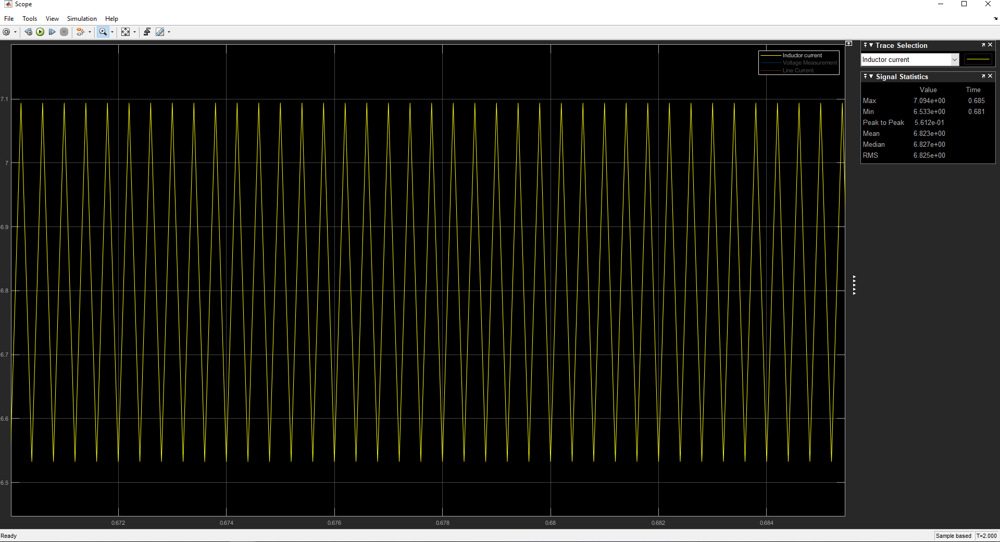 Scope
File Tools View Simulation Help
Inductor current
Voltage Measurement
Line Current
7.1
7
6.9
6.8
6.7
6.6
6.5
0.672 0.674 0.676 0.678 0.68 0.682 0.684
Trace Selection
Inductor current
Signal Statistics
Value Time
Max 7.094e+00 0.685
Min 6.533e+00 0.681
Peak to Peak 5.612e-01
Mean 6.823e+00
Median 6.827e+00
RMS 6.825e+00
Ready
Sample based T=2.000